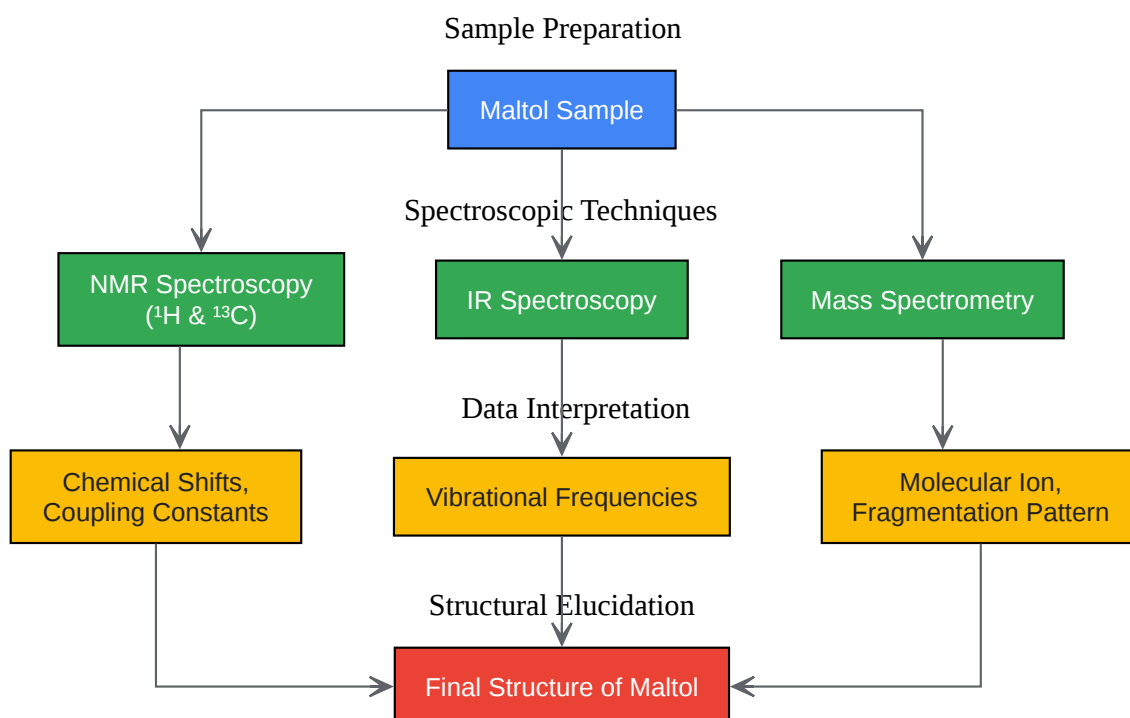 Sample Preparation
Maltol Sample
Spectroscopic Techniques
NMR Spectroscopy
(¹H & ¹³C)
IR Spectroscopy
Mass Spectrometry
Data Interpretation
Chemical Shifts,
Coupling Constants
Vibrational Frequencies
Molecular Ion,
Fragmentation Pattern
Structural Elucidation
Final Structure of Maltol